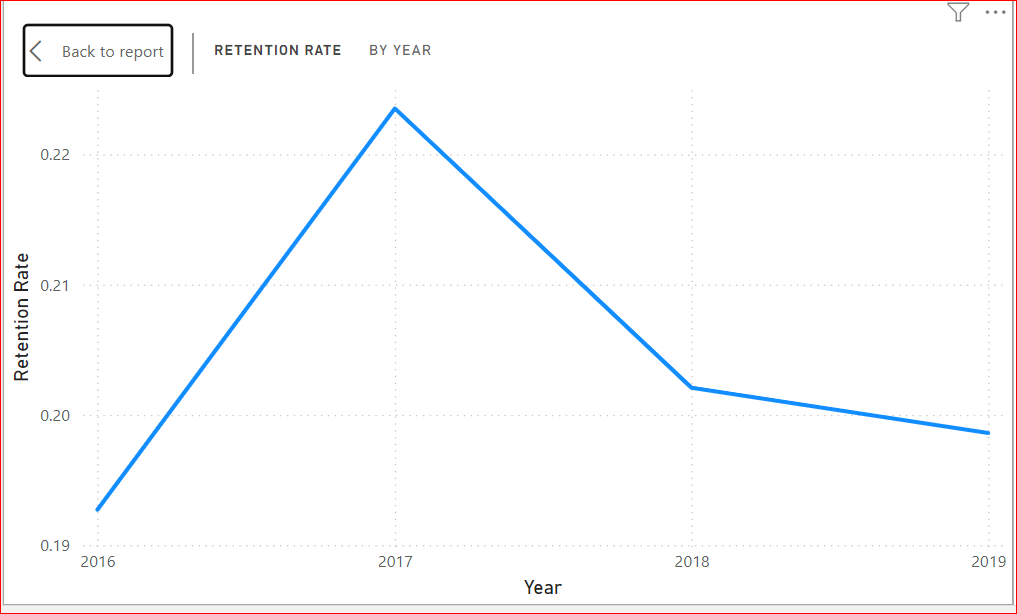 Back to report
RETENTION RATE BY YEAR
0.22
0.21
0.20
0.19
Retention Rate
2016 2017 2018 2019
Year